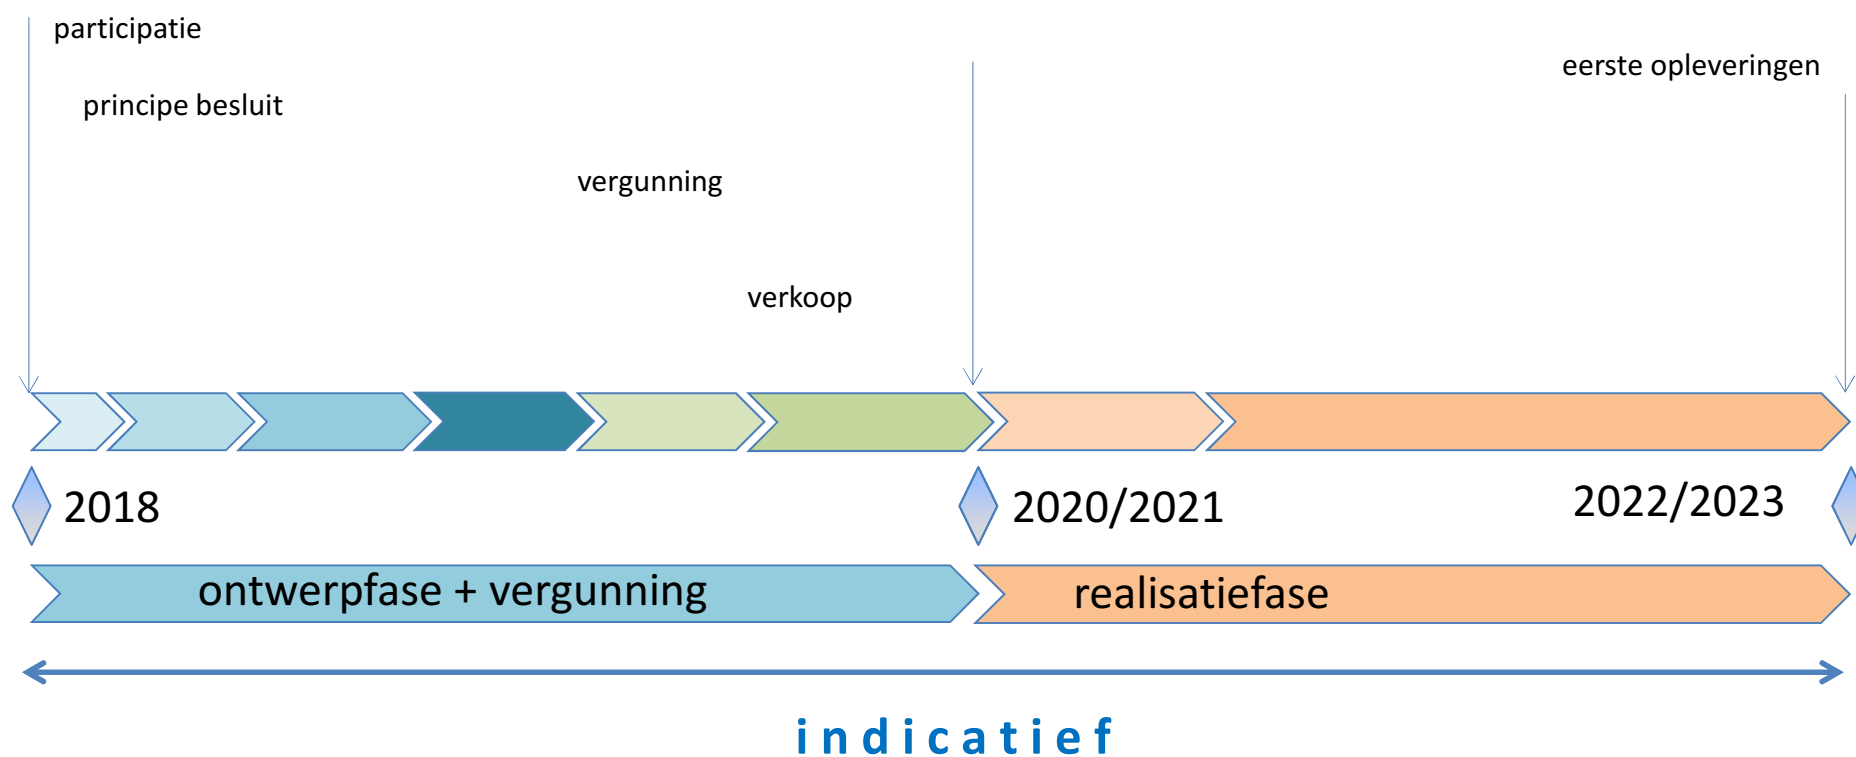 participatie
eerste opleveringen
principe besluit
vergunning
verkoop
2018
2020/2021
2022/2023
ontwerpfase + vergunning
realisatiefase
indicatief